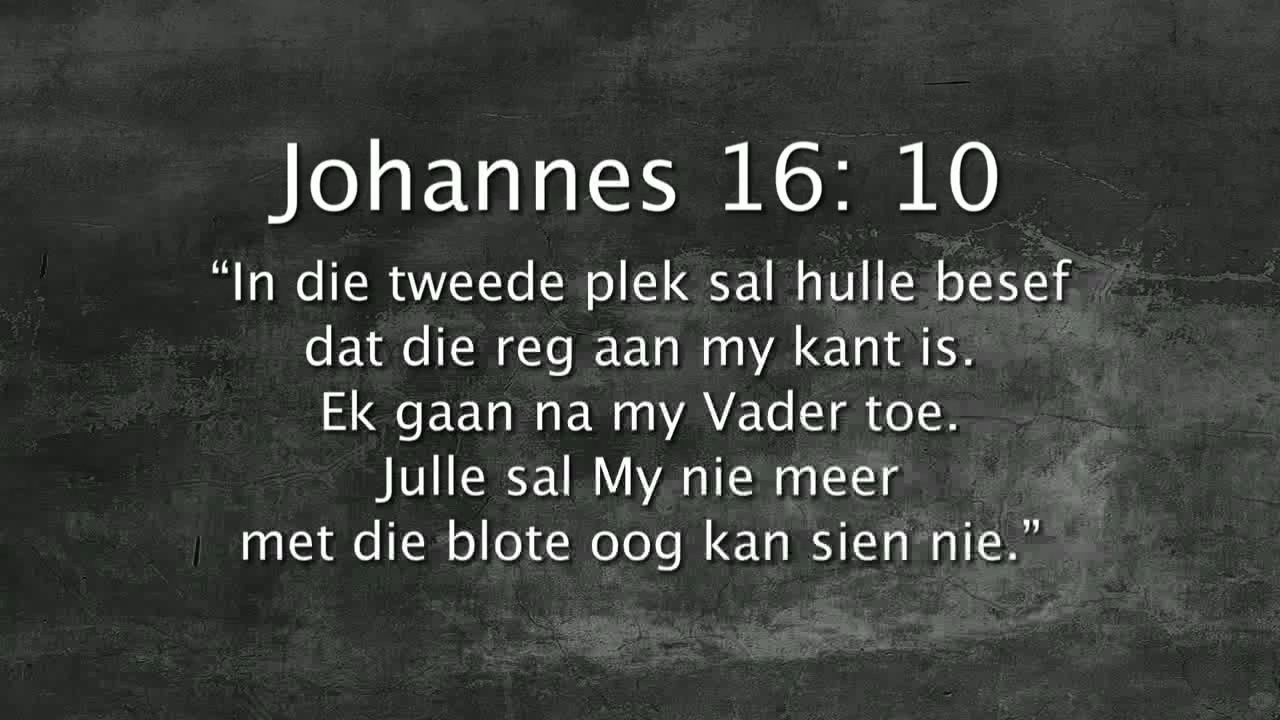 Johannes 16: 10
“In die tweede plek sal hulle besef
dat die reg aan my kant is.
Ek gaan na my Vader toe.
Julle sal My nie meer
met die blote oog kan sien nie.”